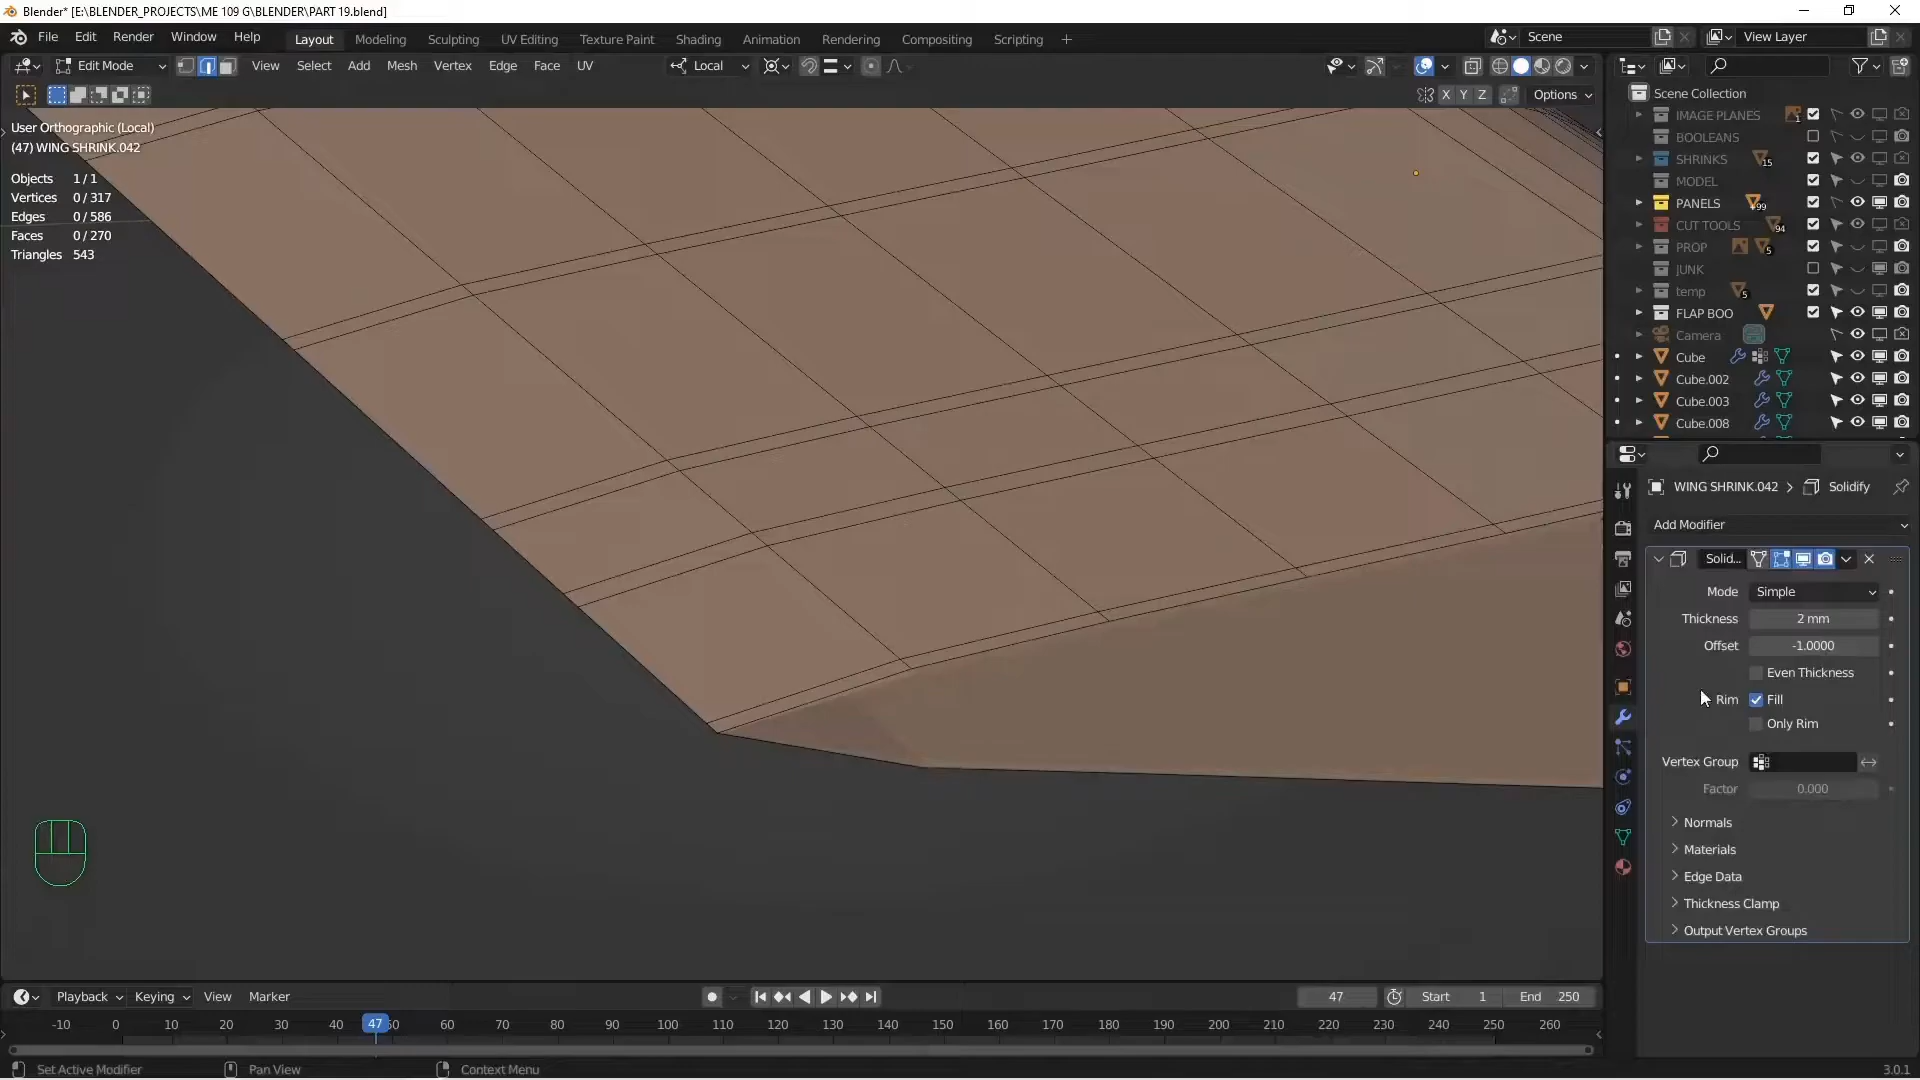 Blender* [E:\BLENDER_PROJECTS\ME 109 G\BLENDER\PART 19.blend]
File Edit Render Window Help Layout Modeling Sculpting UV Editing Texture Paint Shading Animation Rendering Compositing Scripting + Scene View Layer
Edit Mode View Select Add Mesh Vertex Edge Face UV Local
X Y Z Options
User Orthographic (Local)
(47) WING SHRINK.042
Objects 1/1
Vertices 0/317
Edges 0/586
Faces 0/270
Triangles 543
Scene Collection
IMAGE PLANES 1
BOOLEANS
SHRINKS 15
MODEL
PANELS +99
CUT TOOLS 94
PROP 5
JUNK
temp 5
FLAP BOO
Camera
Cube
Cube.002
Cube.003
Cube.008
WING SHRINK.042 > Solidify
Add Modifier
Solid...
Mode Simple
Thickness 2 mm
Offset -1.0000
Even Thickness
Rim Fill
Only Rim
Vertex Group
Factor 0.000
Normals
Materials
Edge Data
Thickness Clamp
Output Vertex Groups
Playback Keying View Marker 47 Start 1 End 250
-10 0 10 20 30 40 47 50 60 70 80 90 100 110 120 130 140 150 160 170 180 190 200 210 220 230 240 250 260
Set Active Modifier Pan View Context Menu 3.0.1